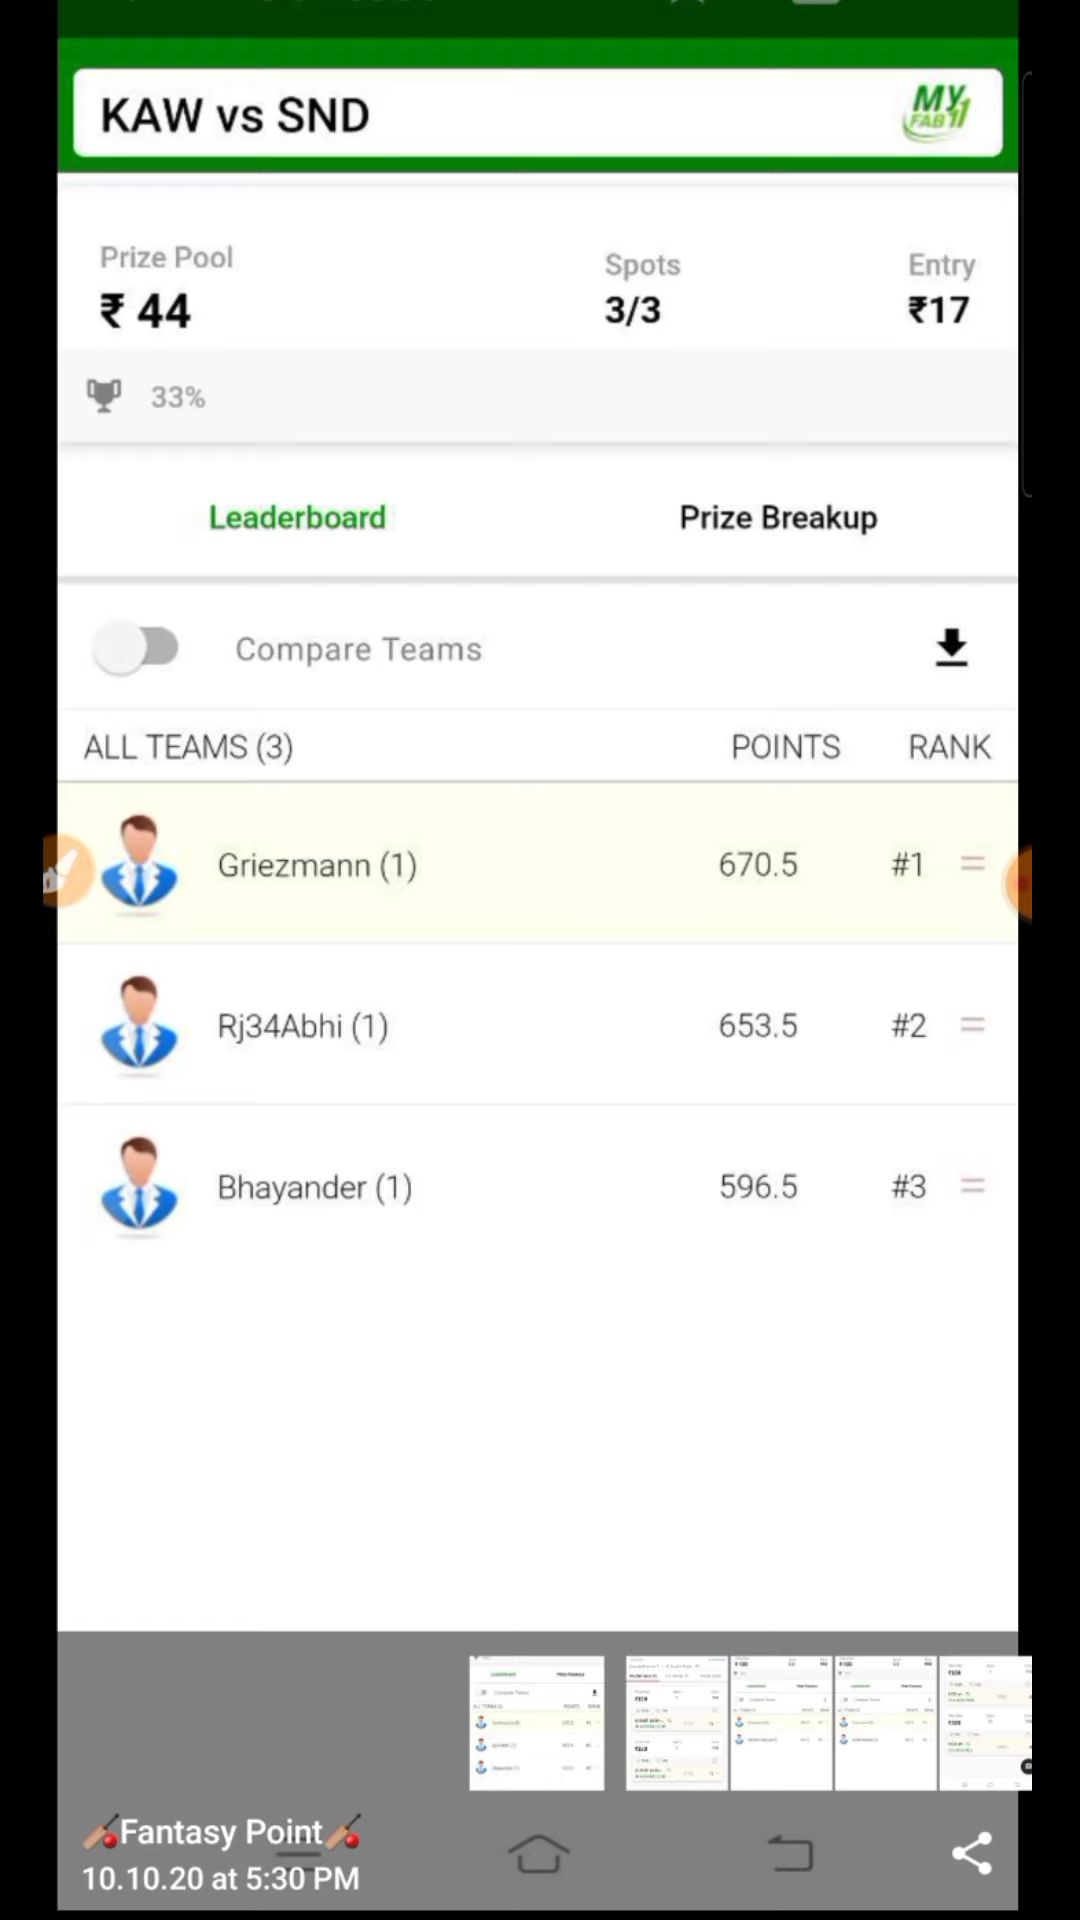 KAW vs SND
MY
FAB11
Prize Pool
Spots
Entry
₹ 44
3/3
₹17
33%
Leaderboard
Prize Breakup
Compare Teams
ALL TEAMS (3)
POINTS
RANK
Griezmann (1)
670.5
#1
Rj34Abhi (1)
653.5
#2
Bhayander (1)
596.5
#3
🏏Fantasy Point🏏
10.10.20 at 5:30 PM